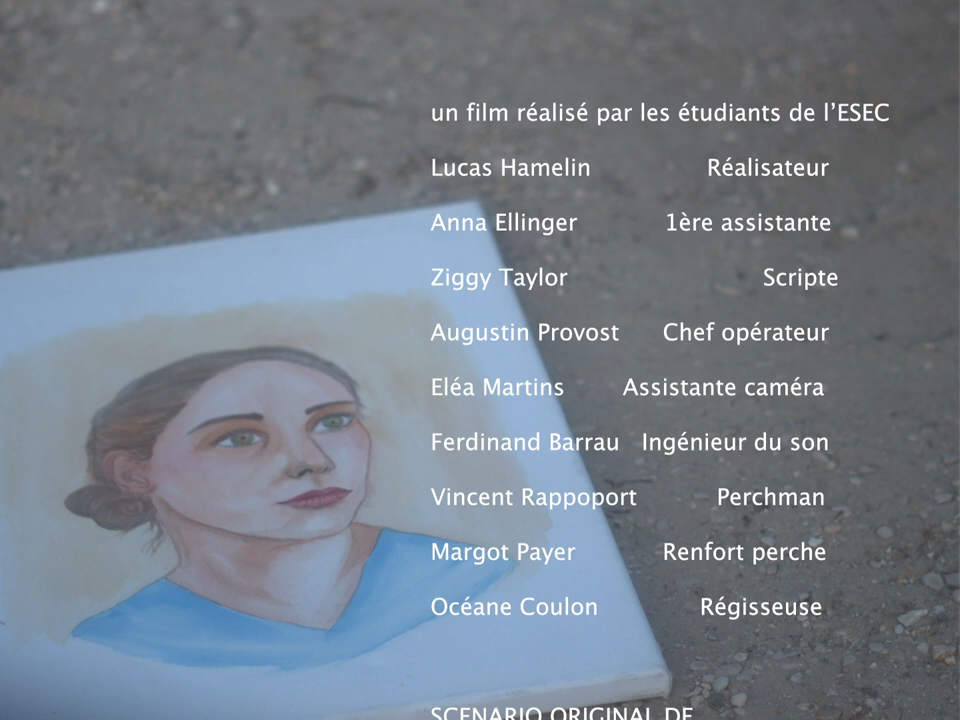 un film réalisé par les étudiants de l’ESEC
Lucas Hamelin Réalisateur
Anna Ellinger 1ère assistante
Ziggy Taylor Scripte
Augustin Provost Chef opérateur
Eléa Martins Assistante caméra
Ferdinand Barrau Ingénieur du son
Vincent Rappoport Perchman
Margot Payer Renfort perche
Océane Coulon Régisseuse
SCENARIO ORIGINAL DE